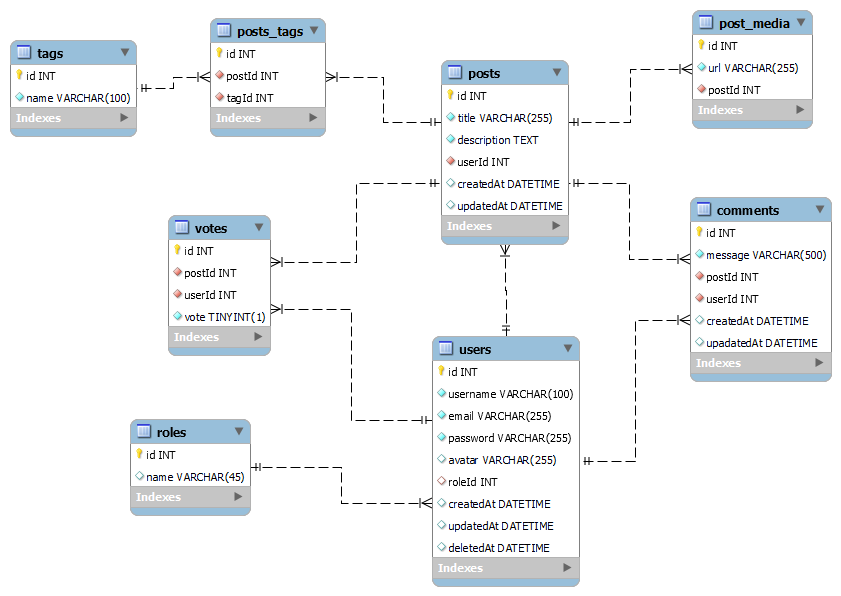 tags
id INT
name VARCHAR(100)
Indexes
posts_tags
id INT
postId INT
tagId INT
Indexes
posts
id INT
title VARCHAR(255)
description TEXT
userId INT
createdAt DATETIME
updatedAt DATETIME
Indexes
post_media
id INT
url VARCHAR(255)
postId INT
Indexes
votes
id INT
postId INT
userId INT
vote TINYINT(1)
Indexes
comments
id INT
message VARCHAR(500)
postId INT
userId INT
createdAt DATETIME
upadatedAt DATETIME
Indexes
roles
id INT
name VARCHAR(45)
Indexes
users
id INT
username VARCHAR(100)
email VARCHAR(255)
password VARCHAR(255)
avatar VARCHAR(255)
roleId INT
createdAt DATETIME
updatedAt DATETIME
deletedAt DATETIME
Indexes